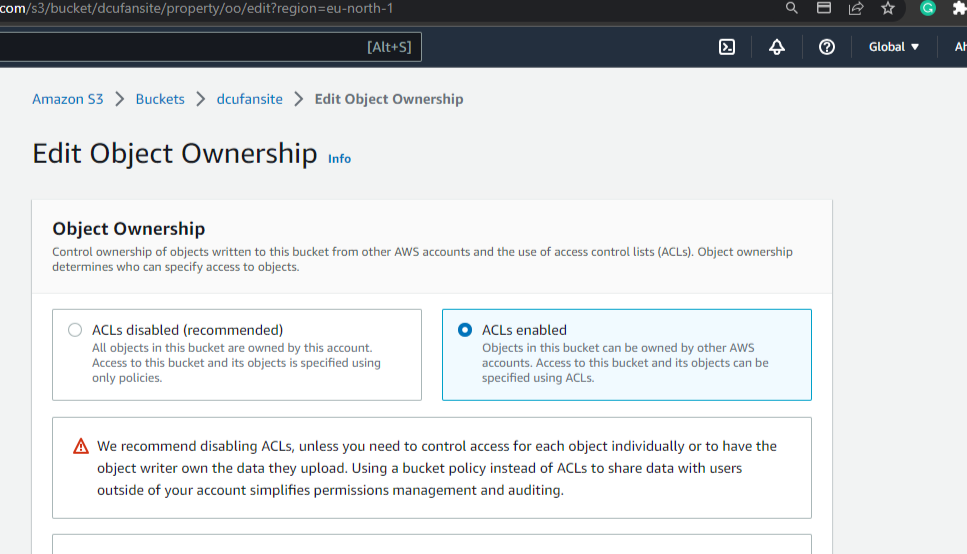 com/s3/bucket/dcufansite/property/oo/edit?region=eu-north-1
[Alt+S]
Global
Amazon S3 > Buckets > dcufansite > Edit Object Ownership
Edit Object Ownership Info
Object Ownership
Control ownership of objects written to this bucket from other AWS accounts and the use of access control lists (ACLs). Object ownership
determines who can specify access to objects.
ACLs disabled (recommended)
All objects in this bucket are owned by this account.
Access to this bucket and its objects is specified using
only policies.
ACLs enabled
Objects in this bucket can be owned by other AWS
accounts. Access to this bucket and its objects can be
specified using ACLs.
We recommend disabling ACLs, unless you need to control access for each object individually or to have the
object writer own the data they upload. Using a bucket policy instead of ACLs to share data with users
outside of your account simplifies permissions management and auditing.